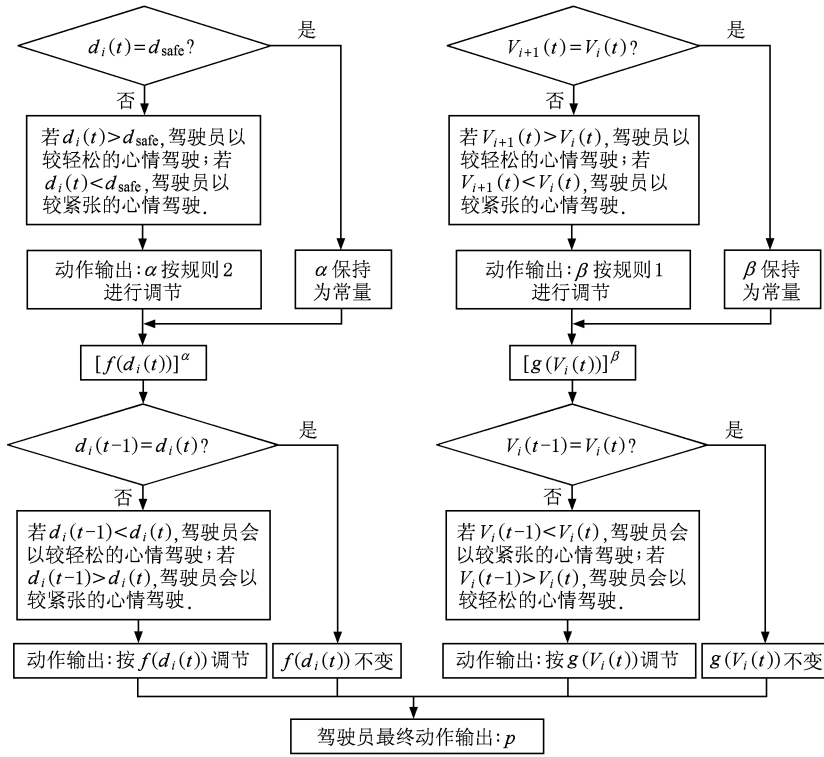 d_i(t)=d_safe?
是
否
若d_i(t)>d_safe,驾驶员以
较轻松的心情驾驶;若
d_i(t)<d_safe,驾驶员以
较紧张的心情驾驶.
动作输出:α按规则2
进行调节
α保持
为常量
[f(d_i(t))]^α
d_i(t-1)=d_i(t)?
是
否
若d_i(t-1)<d_i(t),驾驶员会
以较轻松的心情驾驶;若
d_i(t-1)>d_i(t),驾驶员会以
较紧张的心情驾驶.
动作输出:按f(d_i(t))调节
f(d_i(t))不变
V_{i+1}(t)=V_i(t)?
是
否
若V_{i+1}(t)>V_i(t),驾驶员以
较轻松的心情驾驶;若
V_{i+1}(t)<V_i(t),驾驶员以
较紧张的心情驾驶.
动作输出:β按规则1
进行调节
β保持
为常量
[g(V_i(t))]^β
V_i(t-1)=V_i(t)?
是
否
若V_i(t-1)<V_i(t),驾驶员会
以较紧张的心情驾驶;若
V_i(t-1)>V_i(t),驾驶员会以
较轻松的心情驾驶.
动作输出:按g(V_i(t))调节
g(V_i(t))不变
驾驶员最终动作输出:p